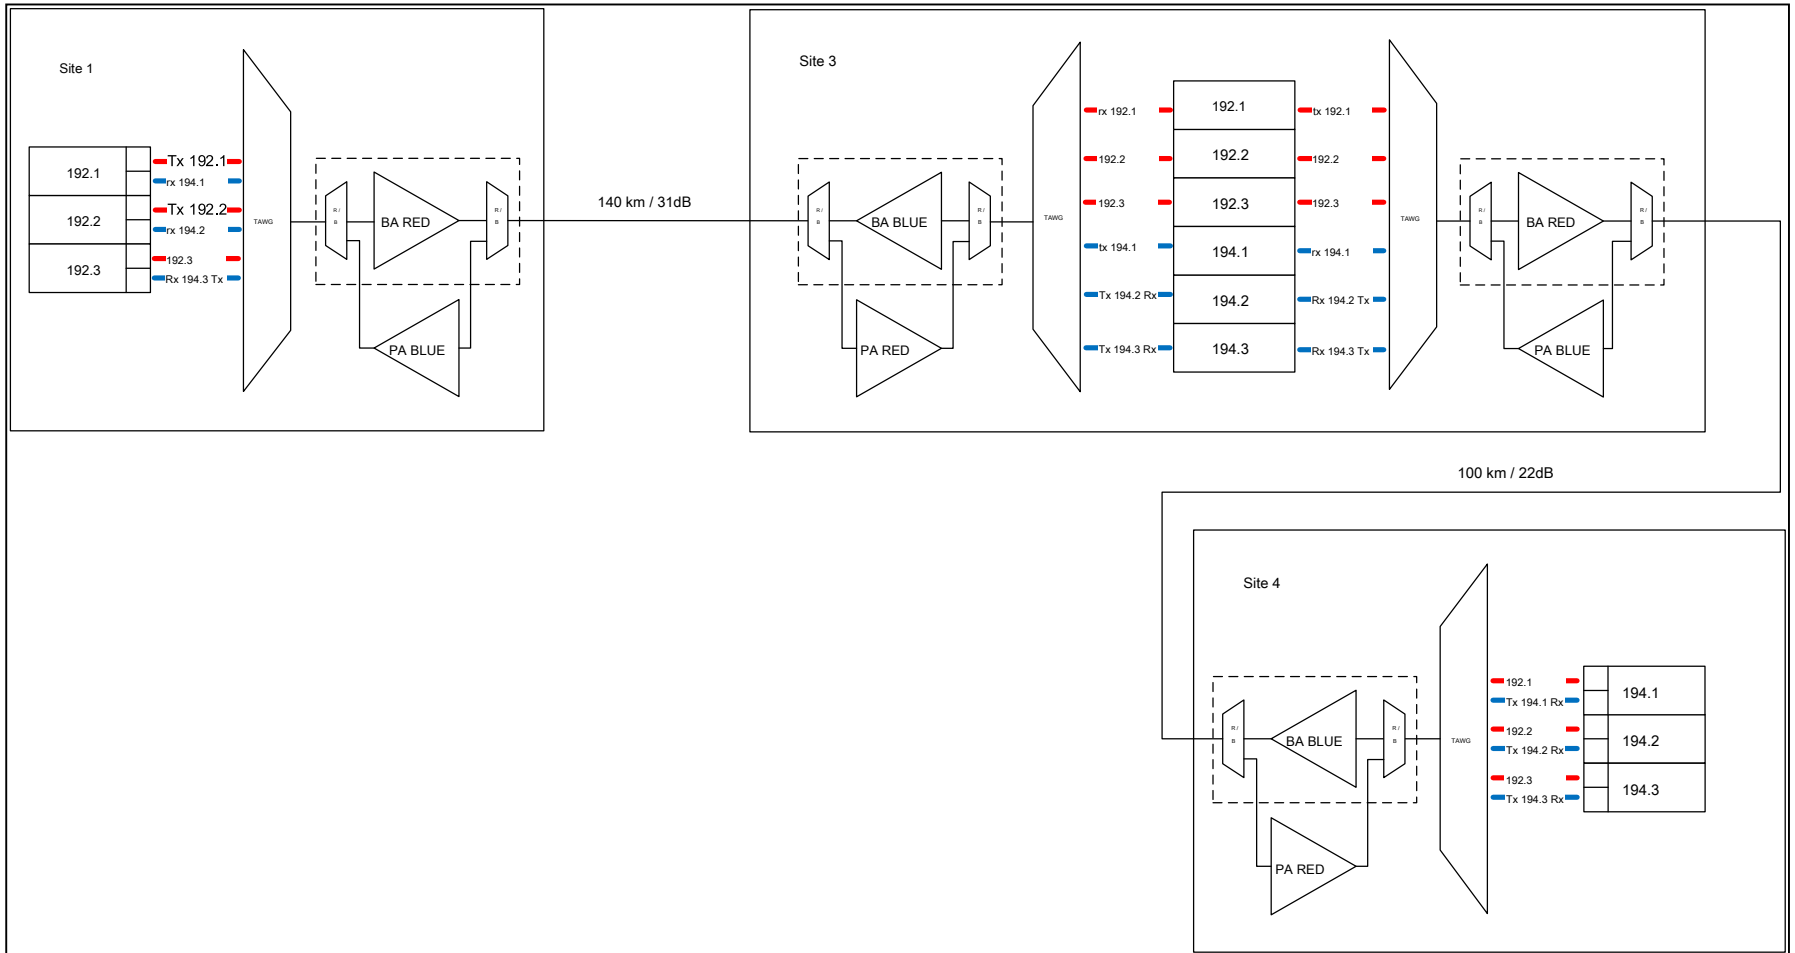 Site 1
192.1
192.2
192.3
Tx 192.1
rx 194.1
Tx 192.2
rx 194.2
192.3
Rx 194.3 Tx
TAWG
R /
B
BA RED
R /
B
PA BLUE
140 km / 31dB
Site 3
R /
B
BA BLUE
R /
B
PA RED
TAWG
rx 192.1
192.2
192.3
tx 194.1
Tx 194.2 Rx
Tx 194.3 Rx
192.1
192.2
192.3
194.1
194.2
194.3
tx 192.1
192.2
192.3
rx 194.1
Rx 194.2 Tx
Rx 194.3 Tx
TAWG
R /
B
BA RED
R /
B
PA BLUE
100 km / 22dB
Site 4
R /
B
BA BLUE
R /
B
PA RED
TAWG
192.1
Tx 194.1 Rx
192.2
Tx 194.2 Rx
192.3
Tx 194.3 Rx
194.1
194.2
194.3